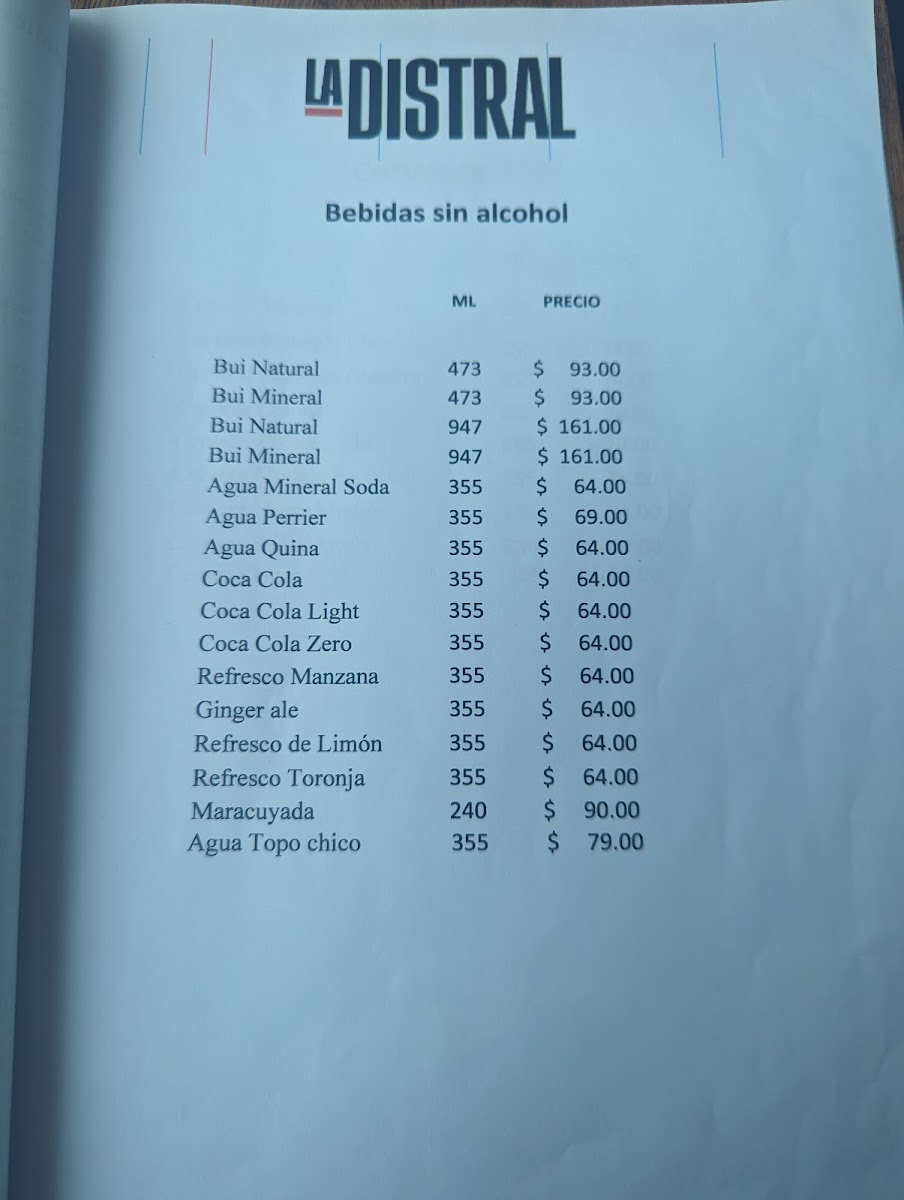 LA DISTRAL
Bebidas sin alcohol
ML PRECIO
Bui Natural 473 $ 93.00
Bui Mineral 473 $ 93.00
Bui Natural 947 $ 161.00
Bui Mineral 947 $ 161.00
Agua Mineral Soda 355 $ 64.00
Agua Perrier 355 $ 69.00
Agua Quina 355 $ 64.00
Coca Cola 355 $ 64.00
Coca Cola Light 355 $ 64.00
Coca Cola Zero 355 $ 64.00
Refresco Manzana 355 $ 64.00
Ginger ale 355 $ 64.00
Refresco de Limón 355 $ 64.00
Refresco Toronja 355 $ 64.00
Maracuyada 240 $ 90.00
Agua Topo chico 355 $ 79.00